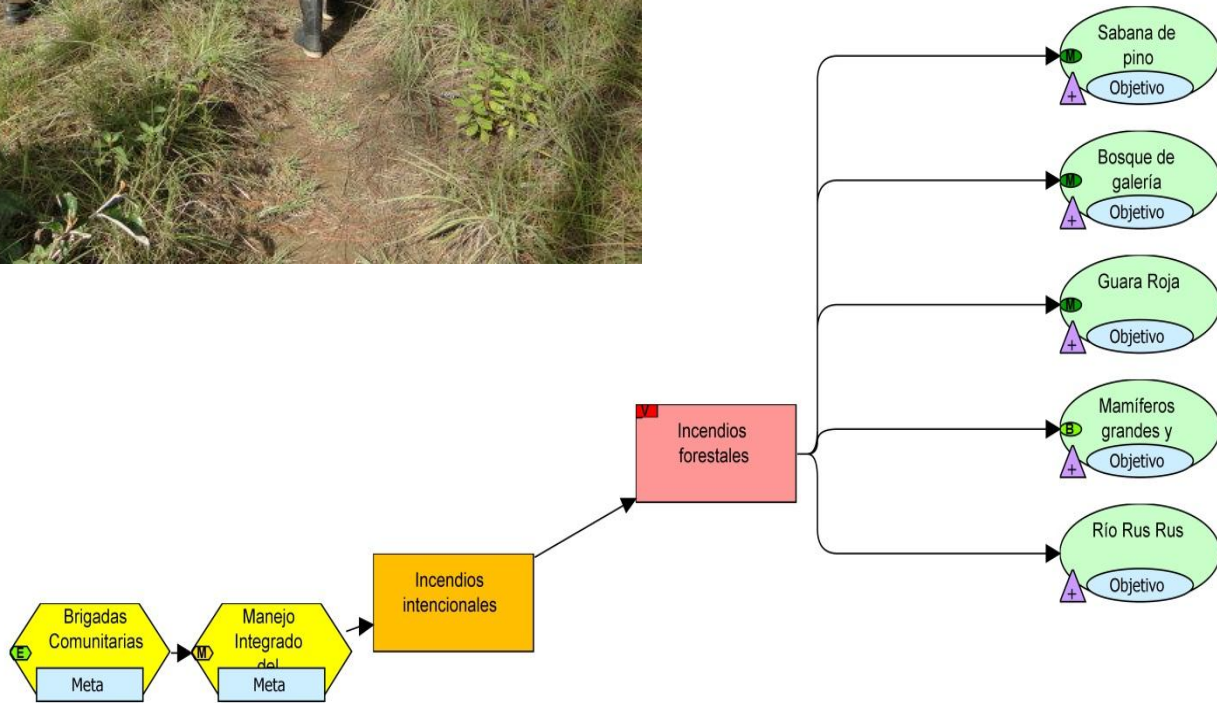 Sabana de
pino
M
+
Objetivo
Bosque de
galería
M
+
Objetivo
Guara Roja
M
+
Objetivo
Mamíferos
grandes y
B
+
Objetivo
Río Rus Rus
+
Objetivo
V
Incendios
forestales
Incendios
intencionales
Brigadas
Comunitarias
E
Meta
Manejo
Integrado
del
M
Meta